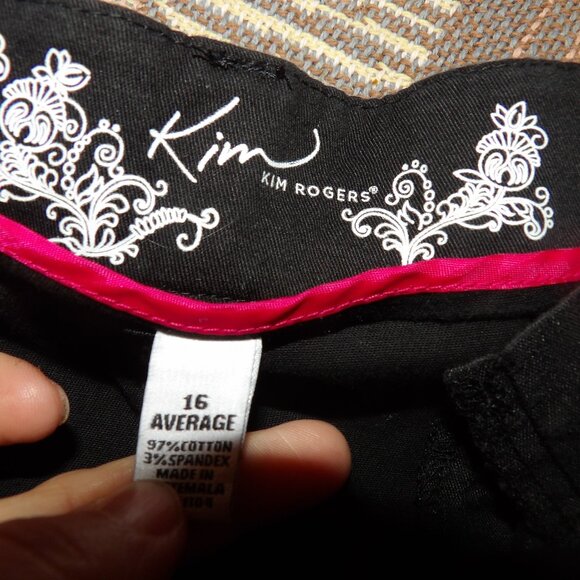 Kim
KIM ROGERS®
16
AVERAGE
97%COTTON
3%SPANDEX
MADE IN